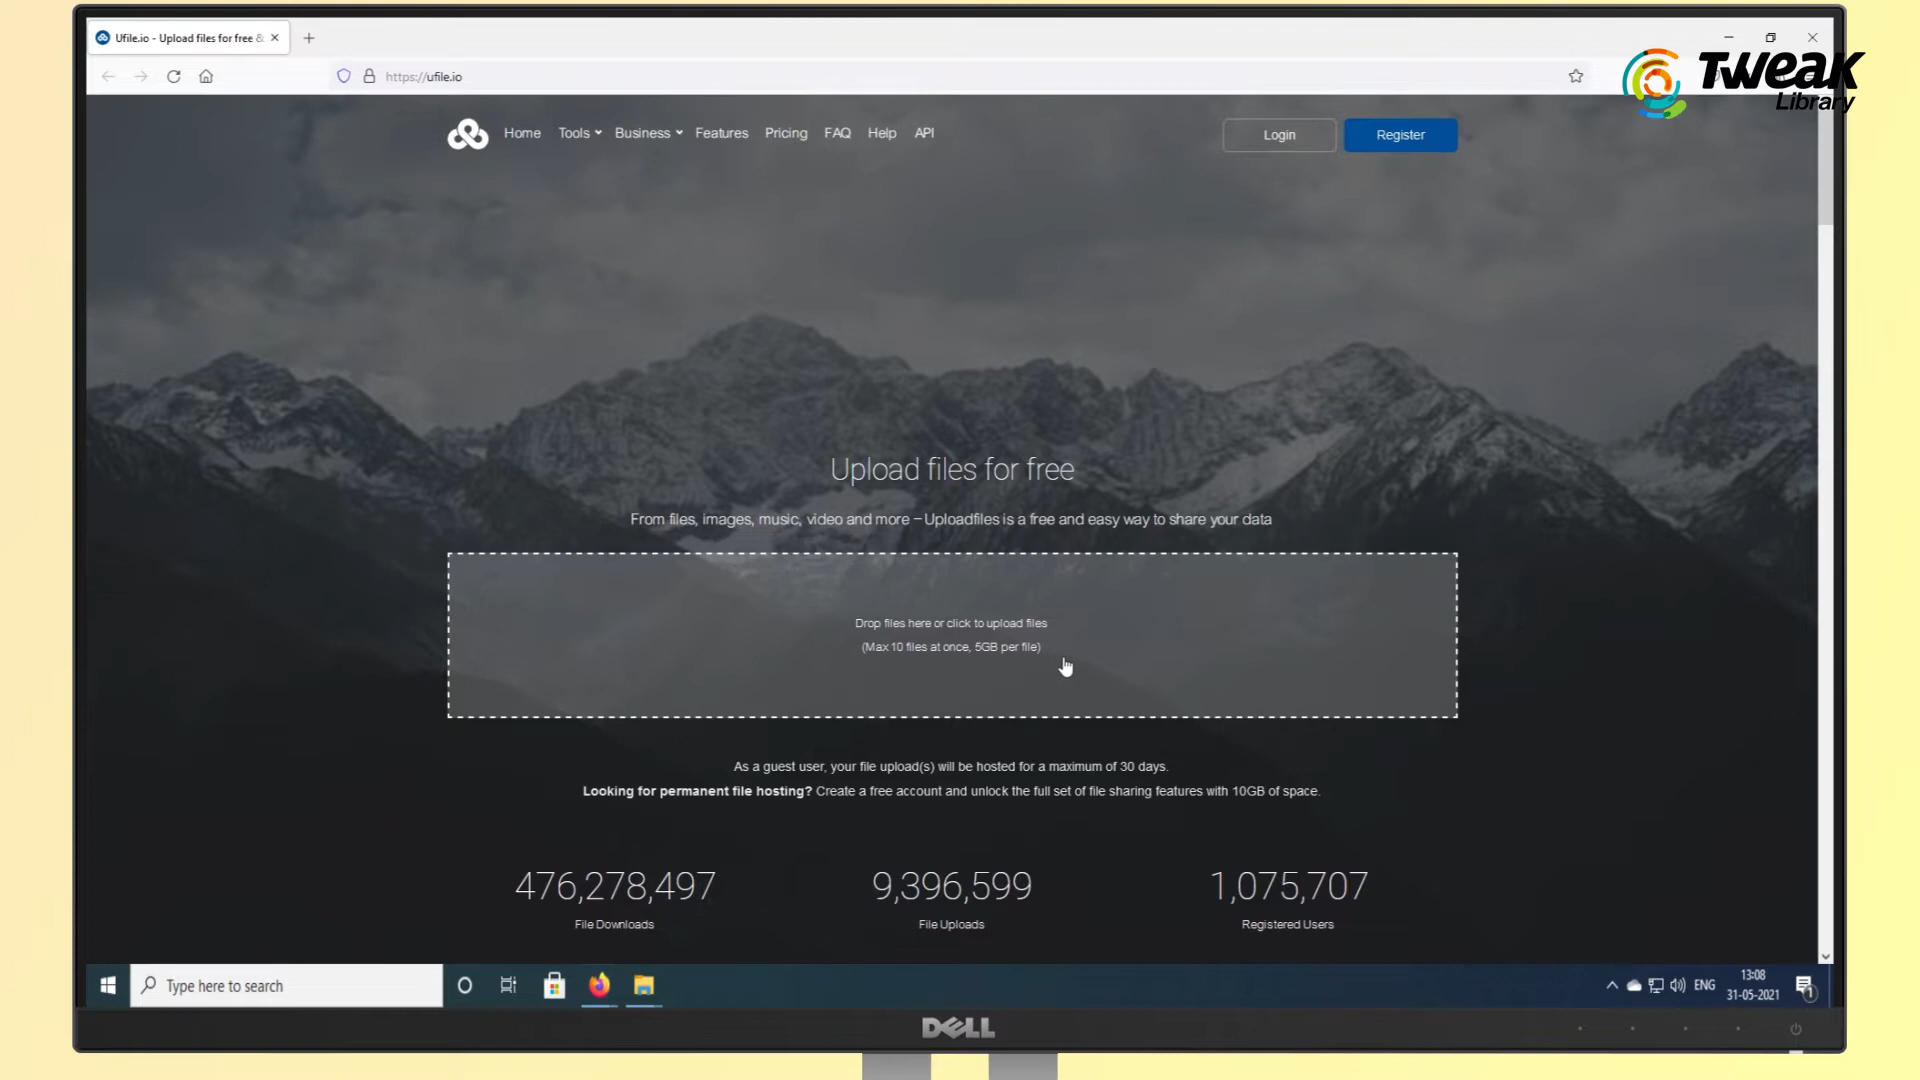 Ufile.io - Upload files for free &
https://ufile.io
TWEAK
Library
Home Tools Business Features Pricing FAQ Help API
Login
Register
Upload files for free
From files, images, music, video and more – Uploadfiles is a free and easy way to share your data
Drop files here or click to upload files
(Max 10 files at once, 5GB per file)
As a guest user, your file upload(s) will be hosted for a maximum of 30 days.
Looking for permanent file hosting? Create a free account and unlock the full set of file sharing features with 10GB of space.
476,278,497 9,396,599 1,075,707
File Downloads File Uploads Registered Users
Type here to search
ENG
13:08
31-05-2021
1
DELL